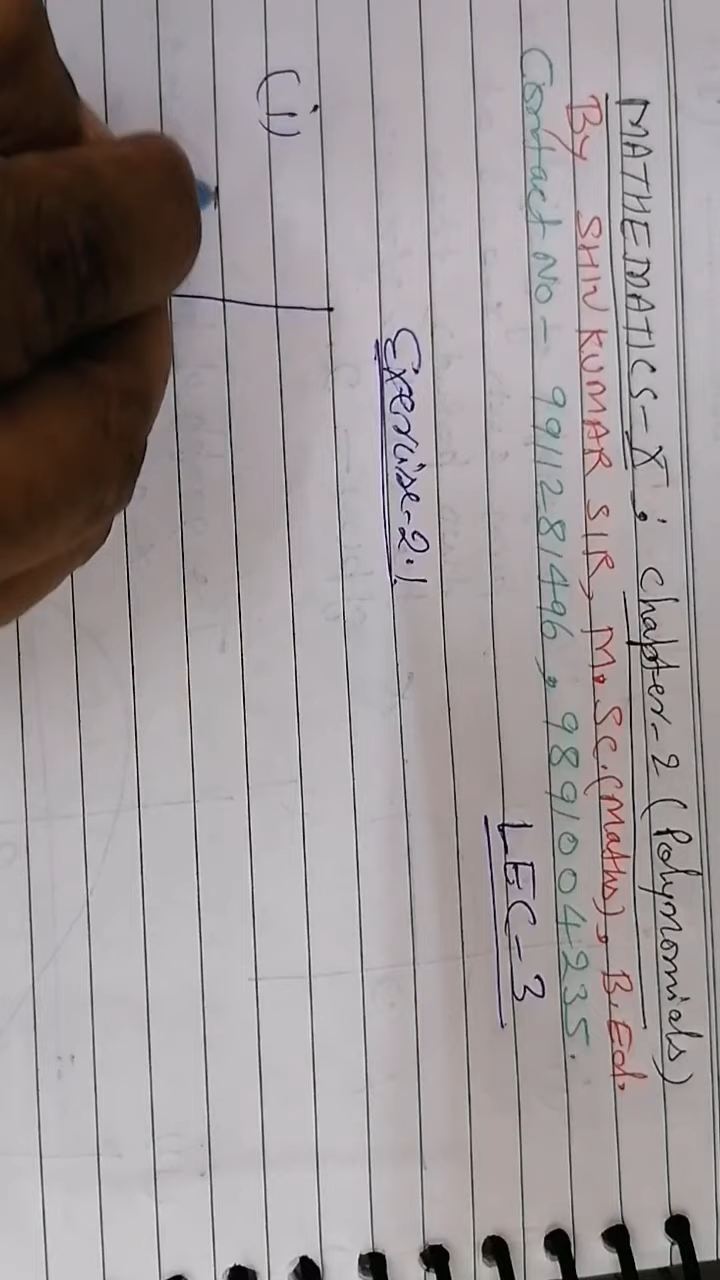 MATHEMATICS-X : Chapter-2 (Polynomials)
By SHIV KUMAR SIR, M.Sc.(Maths), B.Ed.
Contact No- 9911281496, 9891004235.
LEC-3
Exercise-2.1
(i)